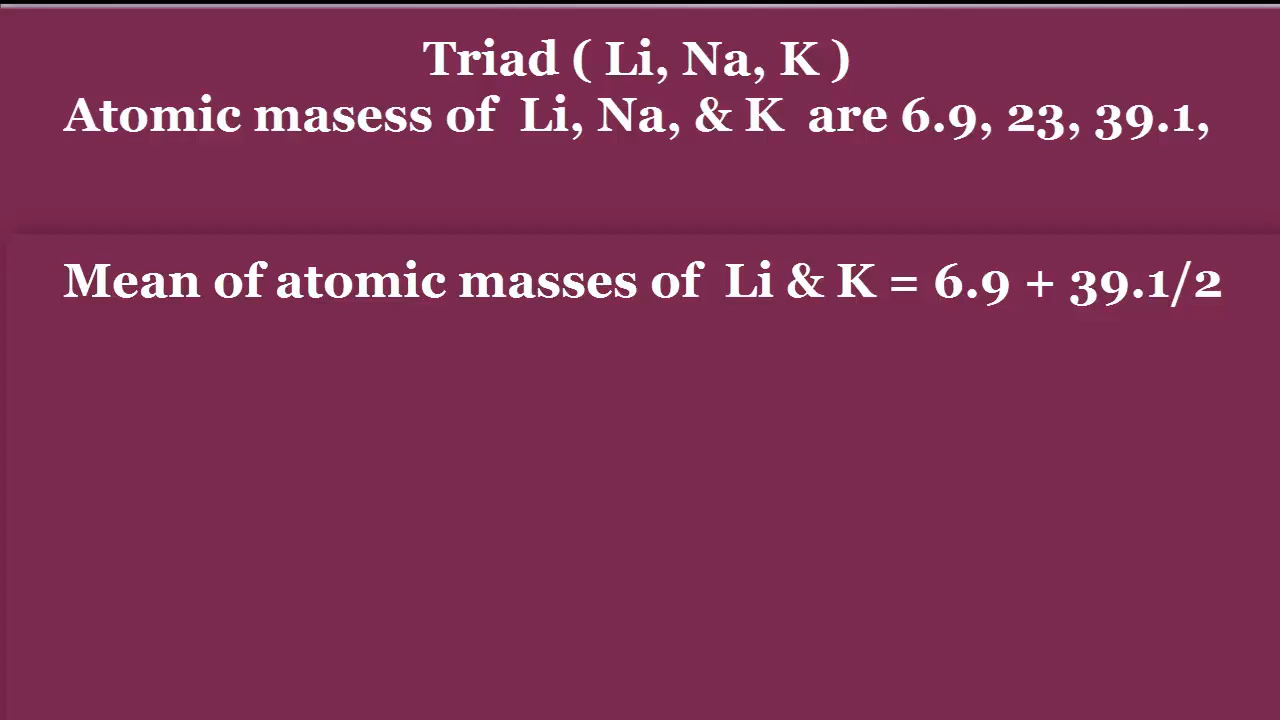 Triad ( Li, Na, K )
Atomic masess of Li, Na, & K are 6.9, 23, 39.1,
Mean of atomic masses of Li & K = 6.9 + 39.1/2